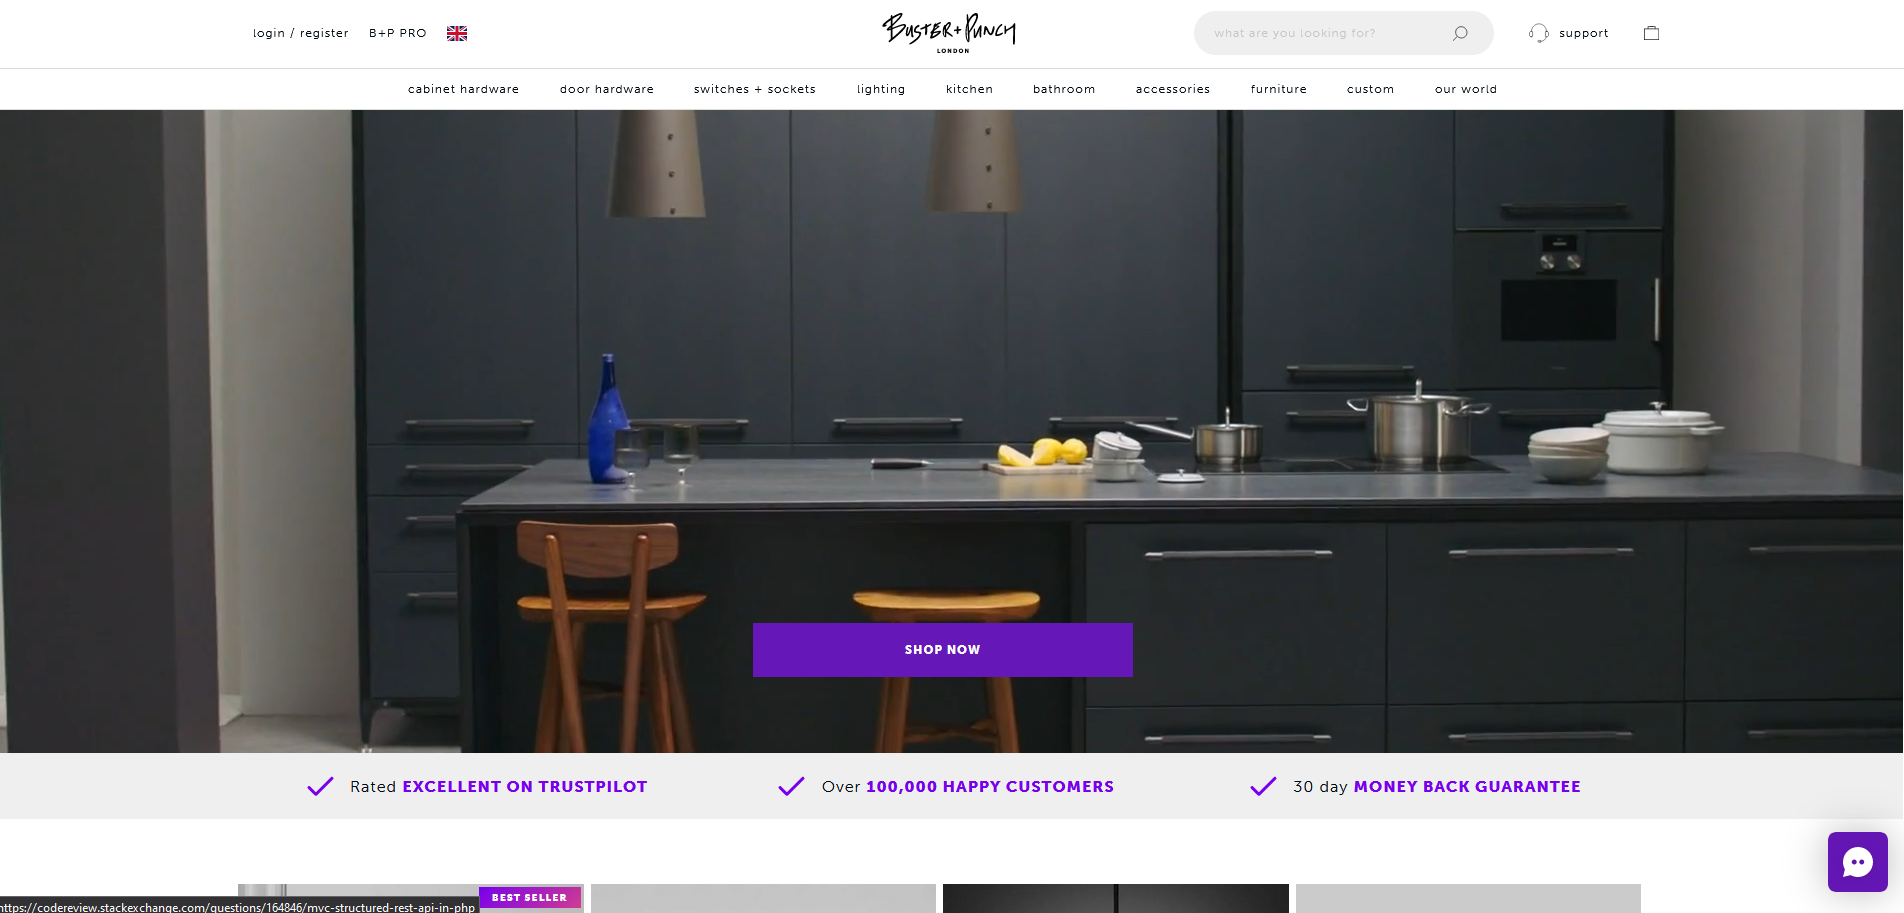 login / register
B+P PRO
BUSTER + PUNCH
LONDON
what are you looking for?
support
cabinet hardware
door hardware
switches + sockets
lighting
kitchen
bathroom
accessories
furniture
custom
our world
SHOP NOW
Rated EXCELLENT ON TRUSTPILOT
Over 100,000 HAPPY CUSTOMERS
30 day MONEY BACK GUARANTEE
BEST SELLER
https://codereview.stackexchange.com/questions/164846/mvc-structured-rest-api-in-php